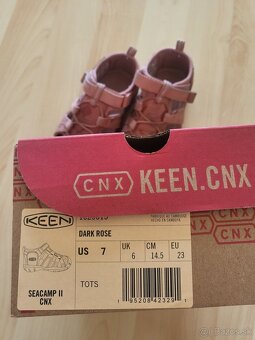 CNX KEEN.CNX
KEEN
DARK ROSE
US 7
UK 6
CM 14.5
EU 23
SEACAMP II
CNX
TOTS